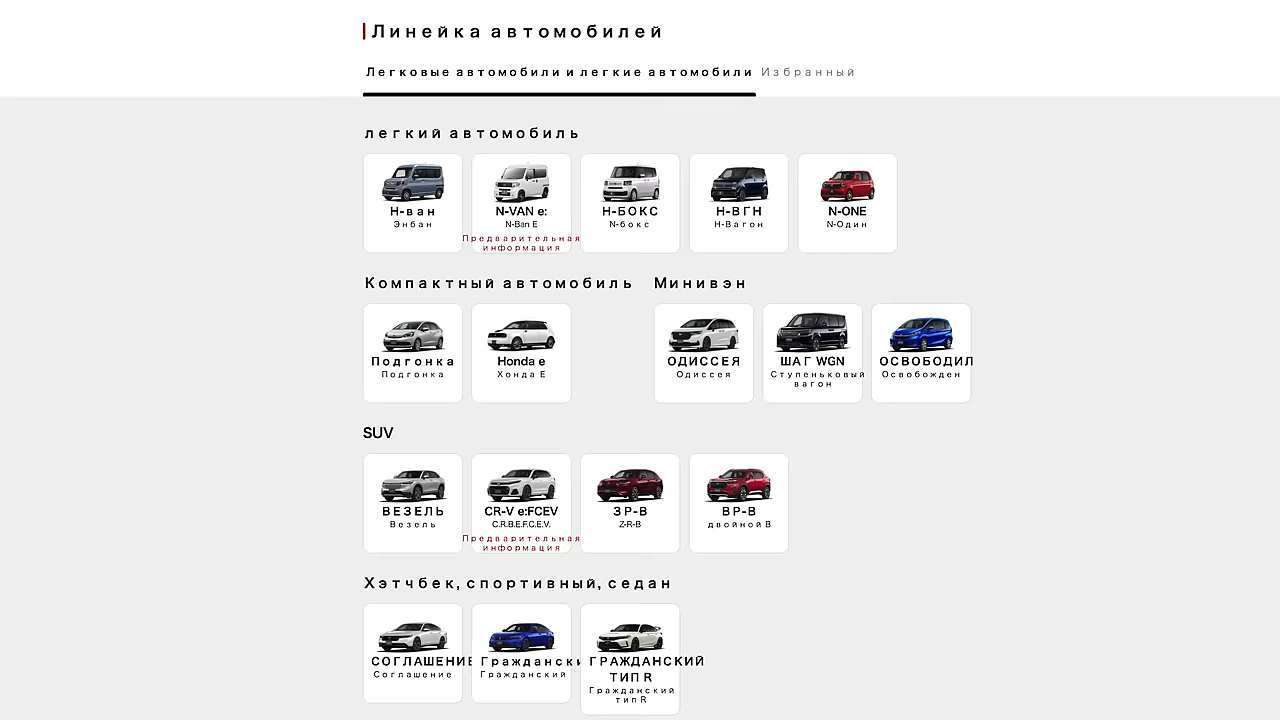 Линейка автомобилей
Легковые автомобили и легкие автомобили Избранный
легкий автомобиль
Н-ван
Энбан
N-VAN e:
N-Ban E
Предварительная
информация
Н-БОКС
N-бокс
Н-ВГН
Н-Вагон
N-ONE
N-Один
Компактный автомобиль
Подгонка
Подгонка
Honda e
Хонда Е
Минивэн
ОДИССЕЯ
Одиссея
ШАГ WGN
Ступеньковый
вагон
ОСВОБОДИЛ
Освобожден
SUV
ВЕЗЕЛЬ
Везель
CR-V e:FCEV
C.R.B.E.F.C.E.V.
Предварительная
информация
ЗР-В
Z-R-B
ВР-В
двойной В
Хэтчбек, спортивный, седан
СОГЛАШЕНИЕ
Соглашение
Граждански
Гражданский
ГРАЖДАНСКИЙ
ТИП R
Гражданский
тип R